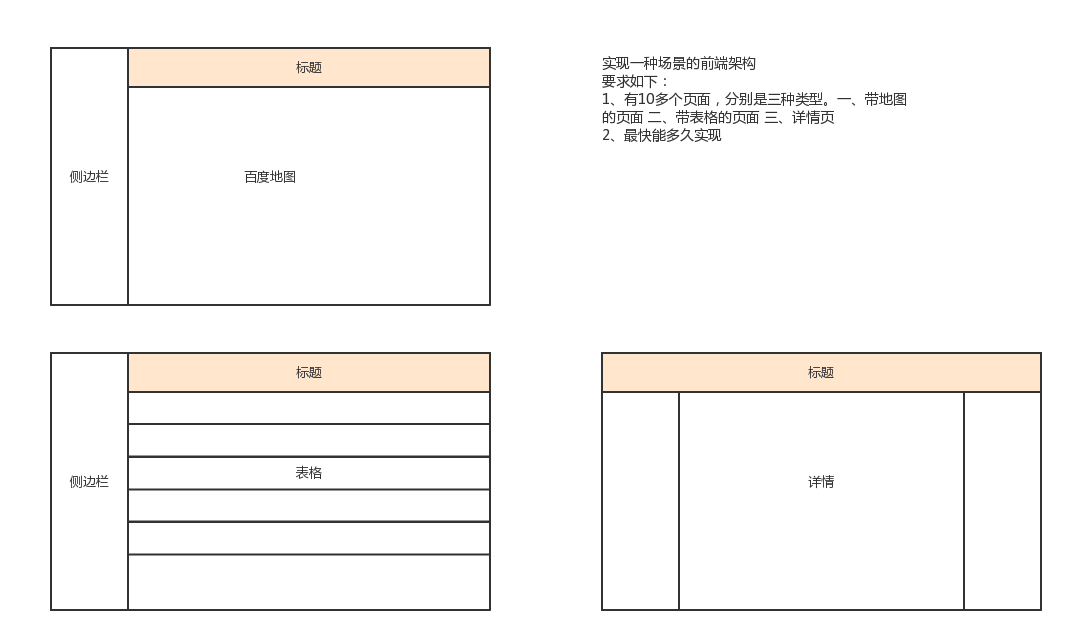 标题
侧边栏
百度地图
实现一种场景的前端架构
要求如下：
1、有10多个页面，分别是三种类型。一、带地图
的页面 二、带表格的页面 三、详情页
2、最快能多久实现
标题
侧边栏
表格
标题
详情